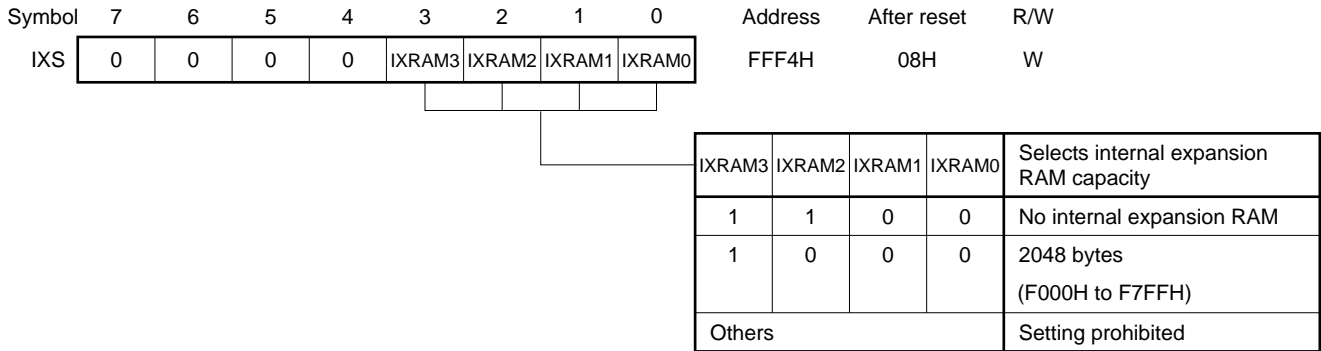 Symbol 7 6 5 4 3 2 1 0 Address After reset R/W
IXS 0 0 0 0 IXRAM3 IXRAM2 IXRAM1 IXRAM0 FFF4H 08H W
IXRAM3 IXRAM2 IXRAM1 IXRAM0 Selects internal expansion
RAM capacity
1 1 0 0 No internal expansion RAM
1 0 0 0 2048 bytes
(F000H to F7FFH)
Others Setting prohibited